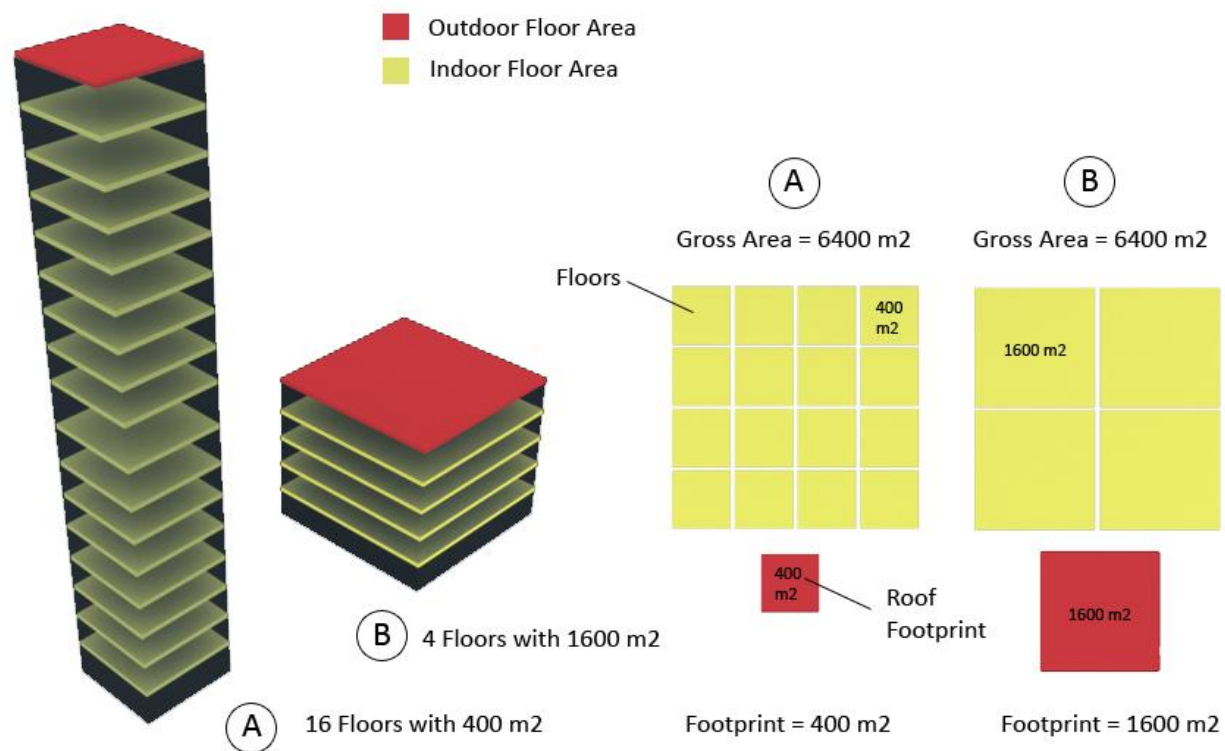 Outdoor Floor Area
Indoor Floor Area
A
B
Gross Area = 6400 m2
Gross Area = 6400 m2
Floors
400
m2
1600 m2
400
m2
Roof
Footprint
1600 m2
B
4 Floors with 1600 m2
A
16 Floors with 400 m2
Footprint = 400 m2
Footprint = 1600 m2